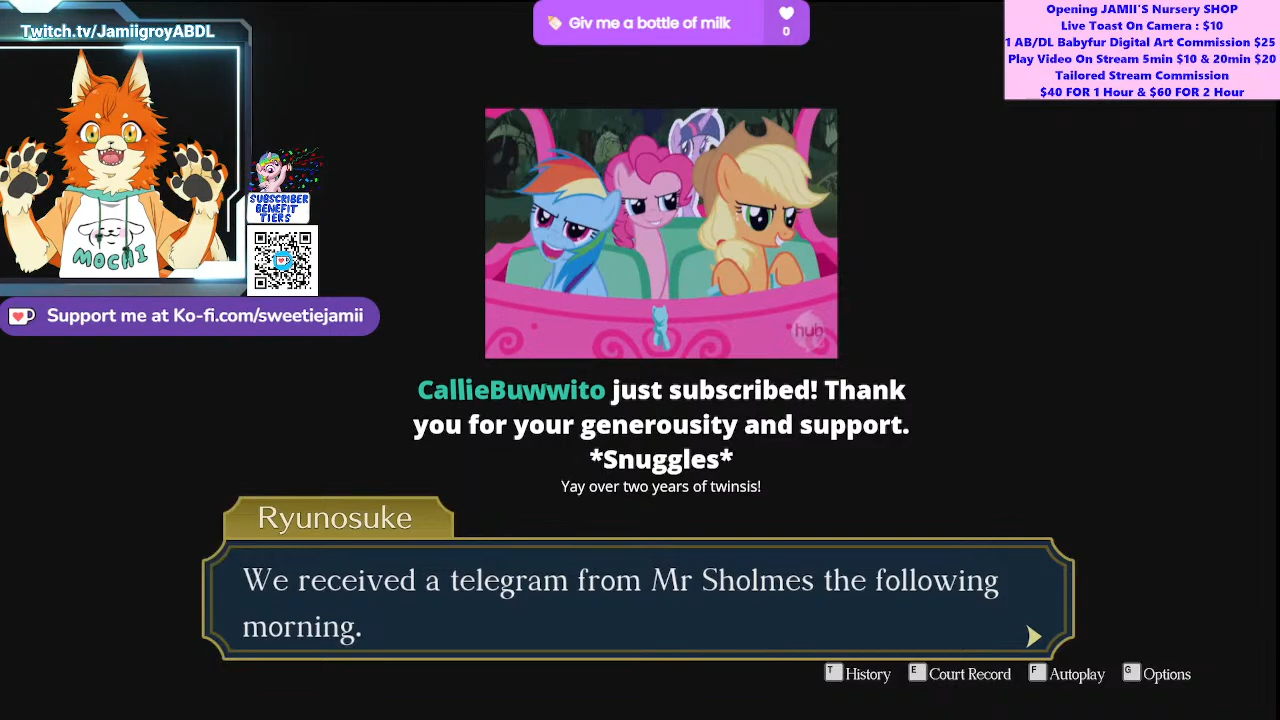 Twitch.tv/JamiigroyABDL
Giv me a bottle of milk
0
Opening JAMII'S Nursery SHOP
Live Toast On Camera : $10
1 AB/DL Babyfur Digital Art Commission $25
Play Video On Stream 5min $10 & 20min $20
Tailored Stream Commission
$40 FOR 1 Hour & $60 FOR 2 Hour
MOCHI
SUBSCRIBER
BENEFIT
TIERS
Support me at Ko-fi.com/sweetiejamii
hub
CallieBuwwito just subscribed! Thank
you for your generousity and support.
*Snuggles*
Yay over two years of twinsis!
Ryunosuke
We received a telegram from Mr Sholmes the following
morning.
T History E Court Record F Autoplay G Options